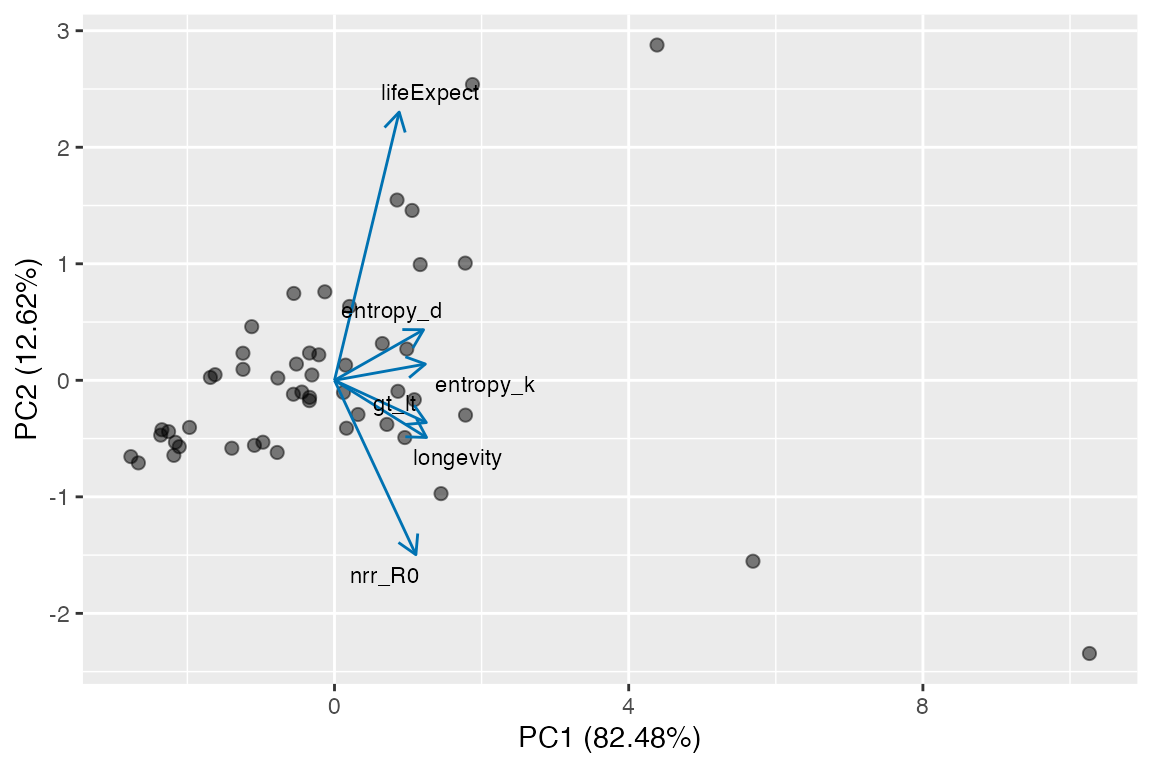 3
2
1
0
-1
-2
PC2 (12.62%)
lifeExpect
entropy_d
entropy_k
gt_lt
longevity
nrr_R0
0
4
8
PC1 (82.48%)